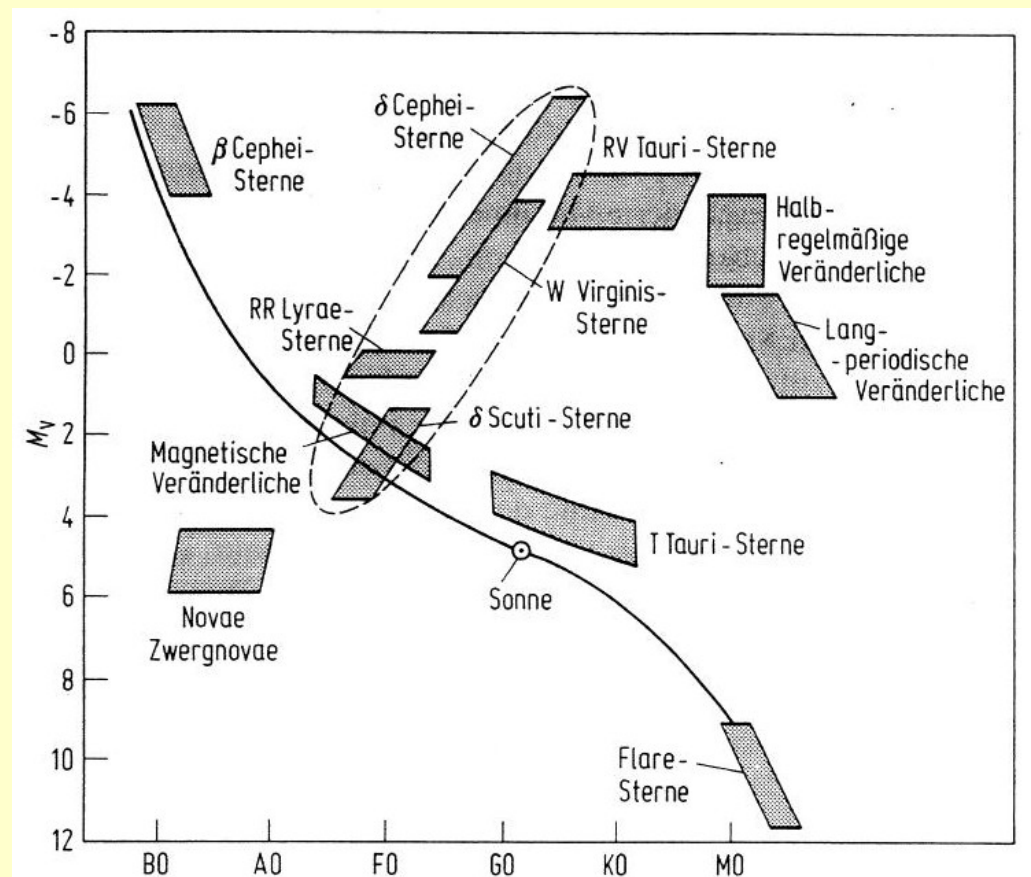 -8
-6
-4
-2
0
2
4
6
8
10
12
M_V
β Cephei-
Sterne
δ Cephei-
Sterne
RV Tauri-Sterne
Halb-
regelmäßige
Veränderliche
W Virginis-
Sterne
RR Lyrae-
Sterne
Lang-
-periodische
Veränderliche
δ Scuti-Sterne
Magnetische
Veränderliche
T Tauri-Sterne
Sonne
Novae
Zwergnovae
Flare-
Sterne
B0 A0 F0 G0 K0 M0